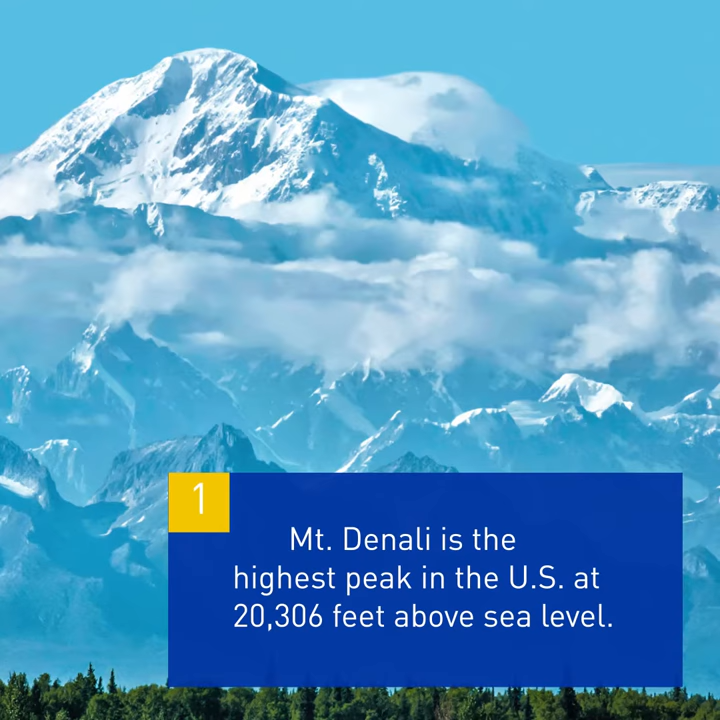 1
Mt. Denali is the
highest peak in the U.S. at
20,306 feet above sea level.